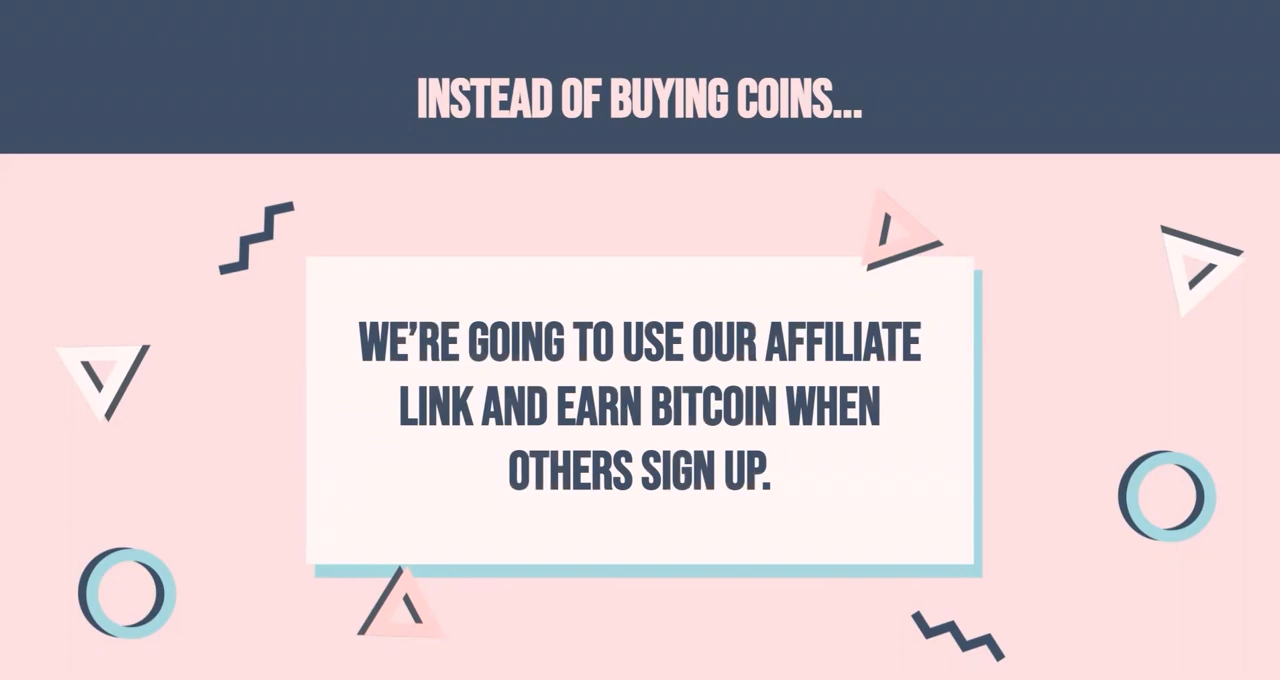 INSTEAD OF BUYING COINS...
WE'RE GOING TO USE OUR AFFILIATE
LINK AND EARN BITCOIN WHEN
OTHERS SIGN UP.